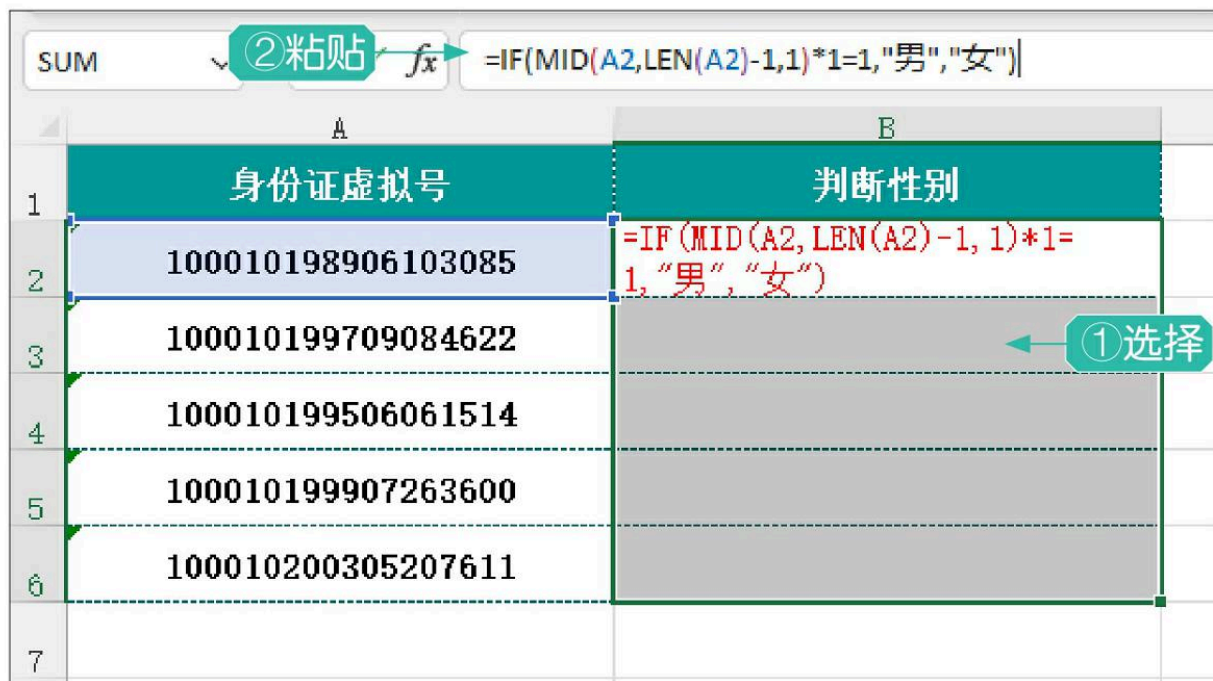 SUM ②粘贴 fx =IF(MID(A2,LEN(A2)-1,1)*1=1,"男","女")
A B
1 身份证虚拟号 判断性别
2 100010198906103085 =IF(MID(A2,LEN(A2)-1,1)*1=
1,"男","女")
3 100010199709084622 ①选择
4 100010199506061514
5 100010199907263600
6 100010200305207611
7